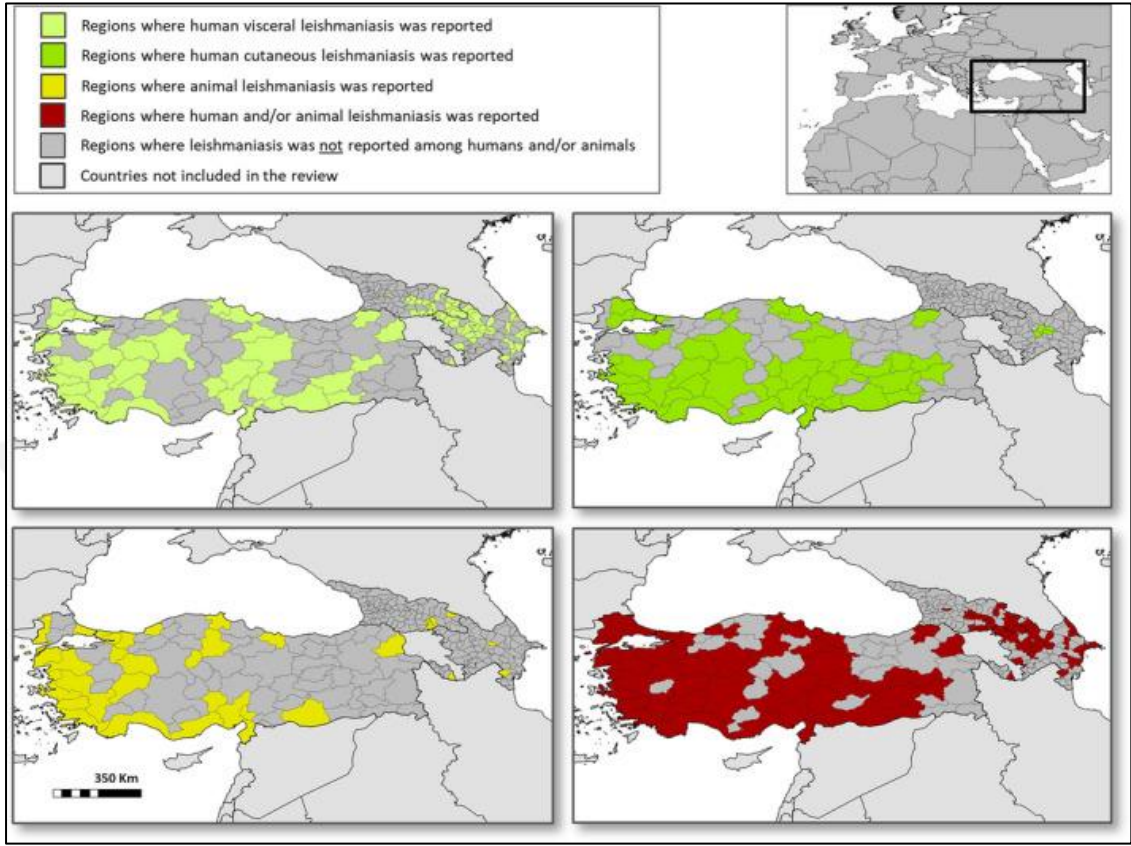 Regions where human visceral leishmaniasis was reported
Regions where human cutaneous leishmaniasis was reported
Regions where animal leishmaniasis was reported
Regions where human and/or animal leishmaniasis was reported
Regions where leishmaniasis was not reported among humans and/or animals
Countries not included in the review
350 Km